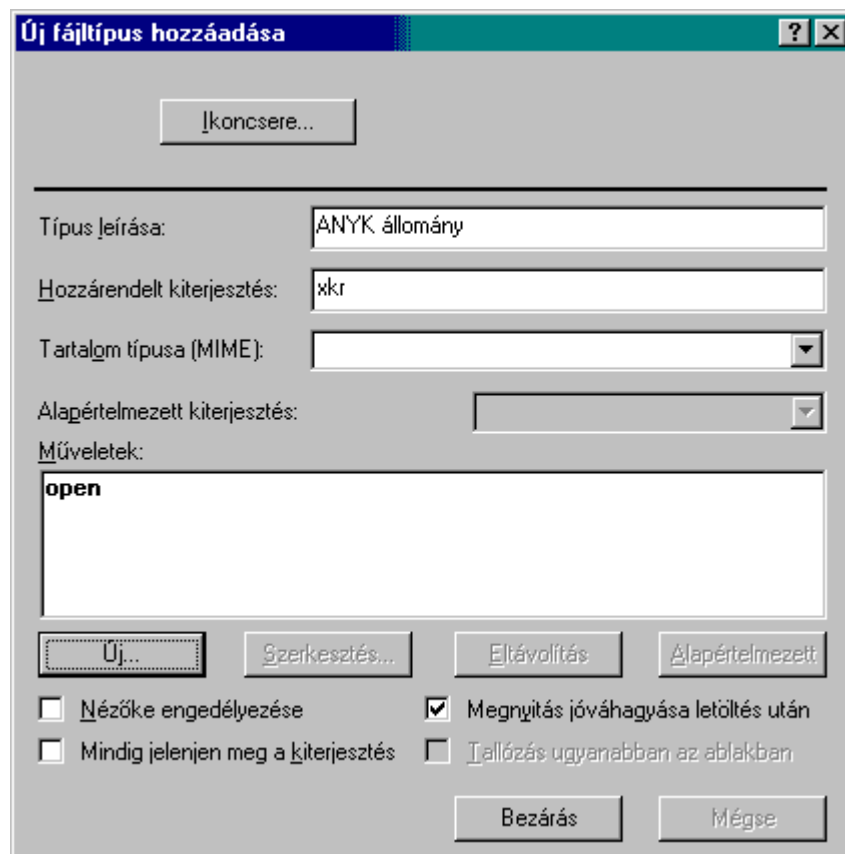 Új fájltípus hozzáadása
Ikoncsere...
Típus leírása: ANYK állomány
Hozzárendelt kiterjesztés: xkr
Tartalom típusa (MIME):
Alapértelmezett kiterjesztés:
Műveletek:
open
Új... Szerkesztés... Eltávolítás Alapértelmezett
Nézőke engedélyezése Megnyitás jóváhagyása letöltés után
Mindig jelenjen meg a kiterjesztés Tallózás ugyanabban az ablakban
Bezárás Mégse